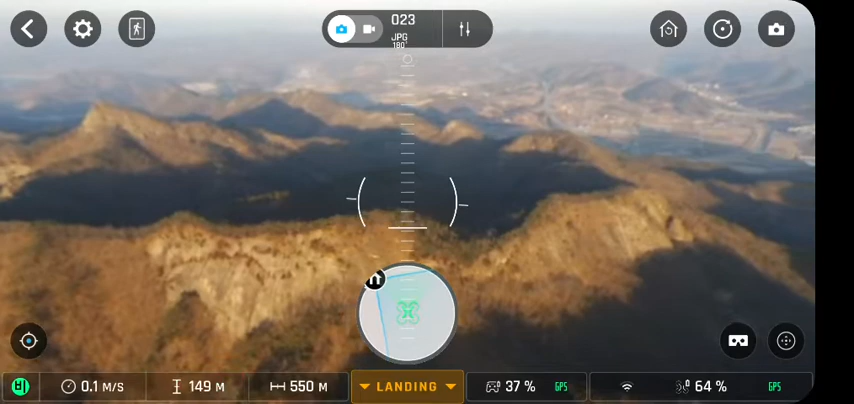 023
JPG
180°
0.1 M/S
149 M
550 M
LANDING
37 %
GPS
64 %
GPS